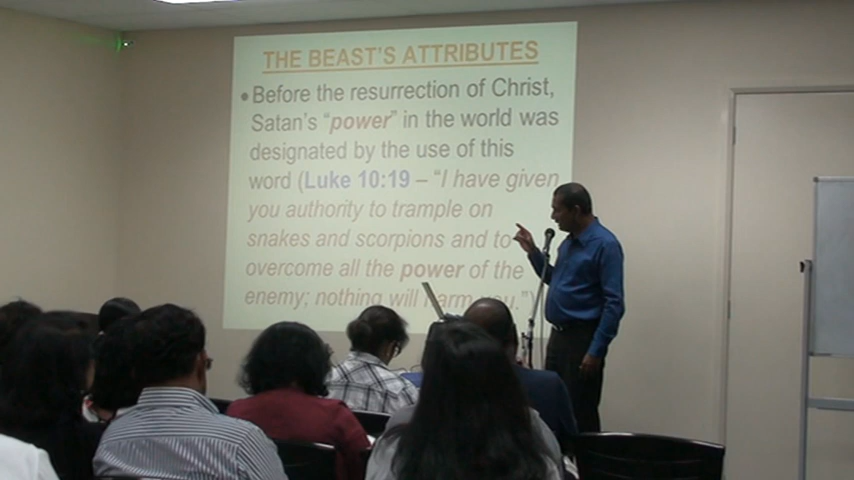 THE BEAST'S ATTRIBUTES
• Before the resurrection of Christ,
Satan's "power" in the world was
designated by the use of this
word (Luke 10:19 – "I have given
you authority to trample on
snakes and scorpions and to
overcome all the power of the
enemy; nothing will harm you.")